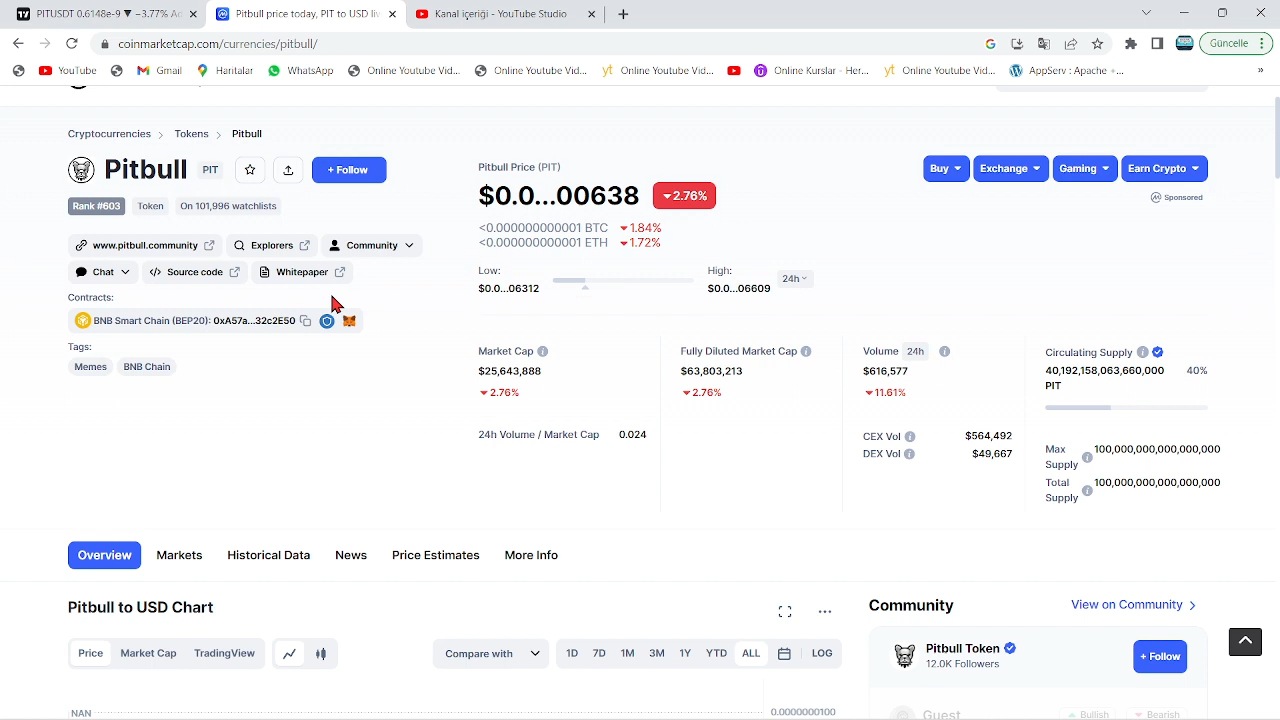 PITUSDT 0.6148e-9 ▼ −3.77% Ad
Pitbull price today, PIT to USD liv
Kanal içeriği - YouTube Studio
coinmarketcap.com/currencies/pitbull/
Güncelle
YouTube
Gmail
Haritalar
WhatsApp
Online Youtube Vid...
Online Youtube Vid...
Online Youtube Vid...
Online Kurslar - Her...
Online Youtube Vid...
AppServ : Apache +...
»
Cryptocurrencies > Tokens > Pitbull
Pitbull PIT
+ Follow
Rank #603 Token On 101,996 watchlists
www.pitbull.community Explorers Community
Chat Source code Whitepaper
Contracts:
BNB Smart Chain (BEP20): 0xA57a...32c2E50
Tags:
Memes BNB Chain
Pitbull Price (PIT)
$0.0...00638 2.76%
<0.000000000001 BTC 1.84%
<0.000000000001 ETH 1.72%
Low:
$0.0...06312
High:
$0.0...06609
24h
Buy Exchange Gaming Earn Crypto
Sponsored
Market Cap
$25,643,888
2.76%
24h Volume / Market Cap 0.024
Fully Diluted Market Cap
$63,803,213
2.76%
Volume 24h
$616,577
11.61%
CEX Vol $564,492
DEX Vol $49,667
Circulating Supply
40,192,158,063,660,000 40%
PIT
Max Supply 100,000,000,000,000,000
Total Supply 100,000,000,000,000,000
Overview Markets Historical Data News Price Estimates More Info
Pitbull to USD Chart
Price Market Cap TradingView
Compare with
1D 7D 1M 3M 1Y YTD ALL LOG
NAN
0.0000000100
Community
View on Community >
Pitbull Token
12.0K Followers
+ Follow
Guest
Bullish Bearish